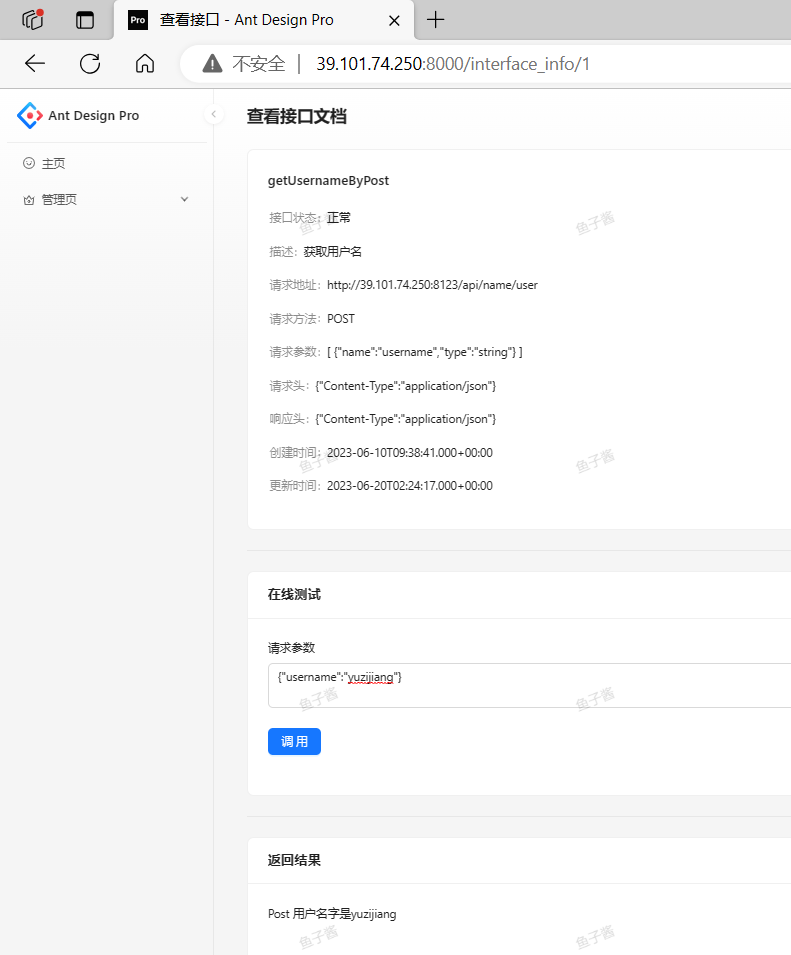 Pro 查看接口 - Ant Design Pro
不安全 39.101.74.250:8000/interface_info/1
Ant Design Pro
主页
管理页
查看接口文档
getUsernameByPost
接口状态: 正常
描述: 获取用户名
请求地址: http://39.101.74.250:8123/api/name/user
请求方法: POST
请求参数: [ {"name":"username","type":"string"} ]
请求头: {"Content-Type":"application/json"}
响应头: {"Content-Type":"application/json"}
创建时间: 2023-06-10T09:38:41.000+00:00
更新时间: 2023-06-20T02:24:17.000+00:00
在线测试
请求参数
{"username":"yuzijiang"}
调 用
返回结果
Post 用户名字是yuzijiang
鱼子酱
鱼子酱
鱼子酱
鱼子酱
鱼子酱
鱼子酱
鱼子酱
鱼子酱